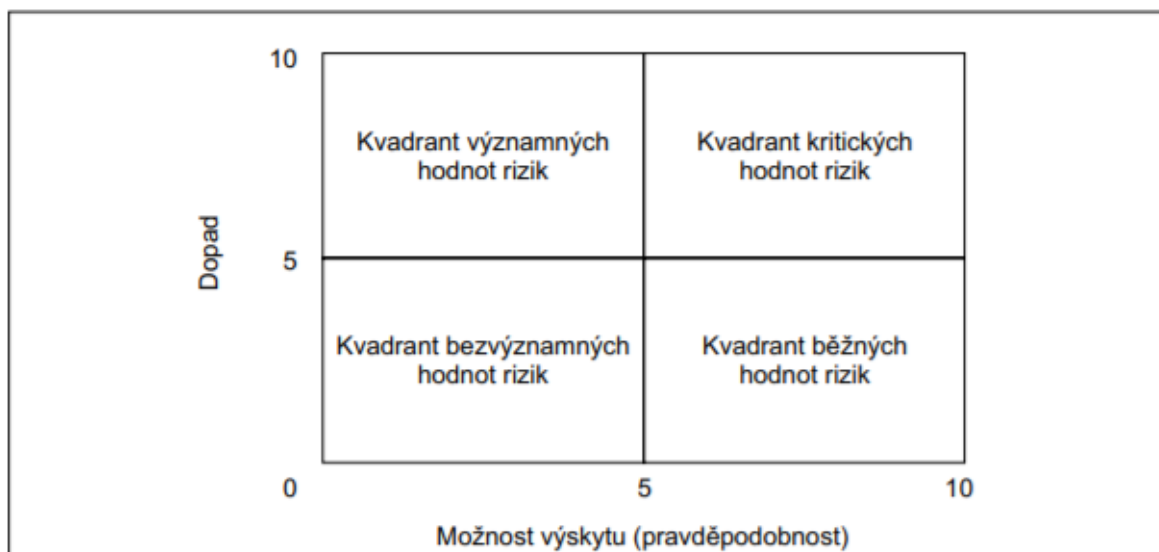 10
Kvadrant významných
hodnot rizik
Kvadrant kritických
hodnot rizik
Dopad
5
Kvadrant bezvýznamných
hodnot rizik
Kvadrant běžných
hodnot rizik
0
5
10
Možnost výskytu (pravděpodobnost)